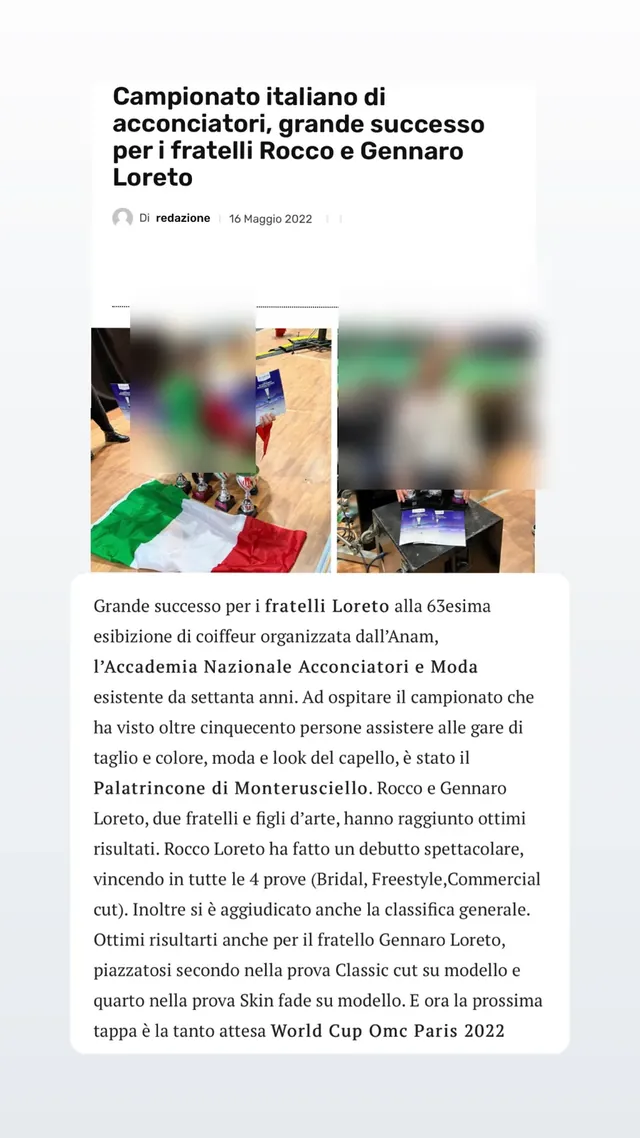 Campionato italiano di
acconciatori, grande successo
per i fratelli Rocco e Gennaro
Loreto
Di redazione 16 Maggio 2022
Grande successo per i fratelli Loreto alla 63esima
esibizione di coiffeur organizzata dall’Anam,
l’Accademia Nazionale Acconciatori e Moda
esistente da settanta anni. Ad ospitare il campionato che
ha visto oltre cinquecento persone assistere alle gare di
taglio e colore, moda e look del capello, è stato il
Palatrincone di Monterusciello. Rocco e Gennaro
Loreto, due fratelli e figli d’arte, hanno raggiunto ottimi
risultati. Rocco Loreto ha fatto un debutto spettacolare,
vincendo in tutte le 4 prove (Bridal, Freestyle,Commercial
cut). Inoltre si è aggiudicato anche la classifica generale.
Ottimi risultarti anche per il fratello Gennaro Loreto,
piazzatosi secondo nella prova Classic cut su modello e
quarto nella prova Skin fade su modello. E ora la prossima
tappa è la tanto attesa World Cup Omc Paris 2022